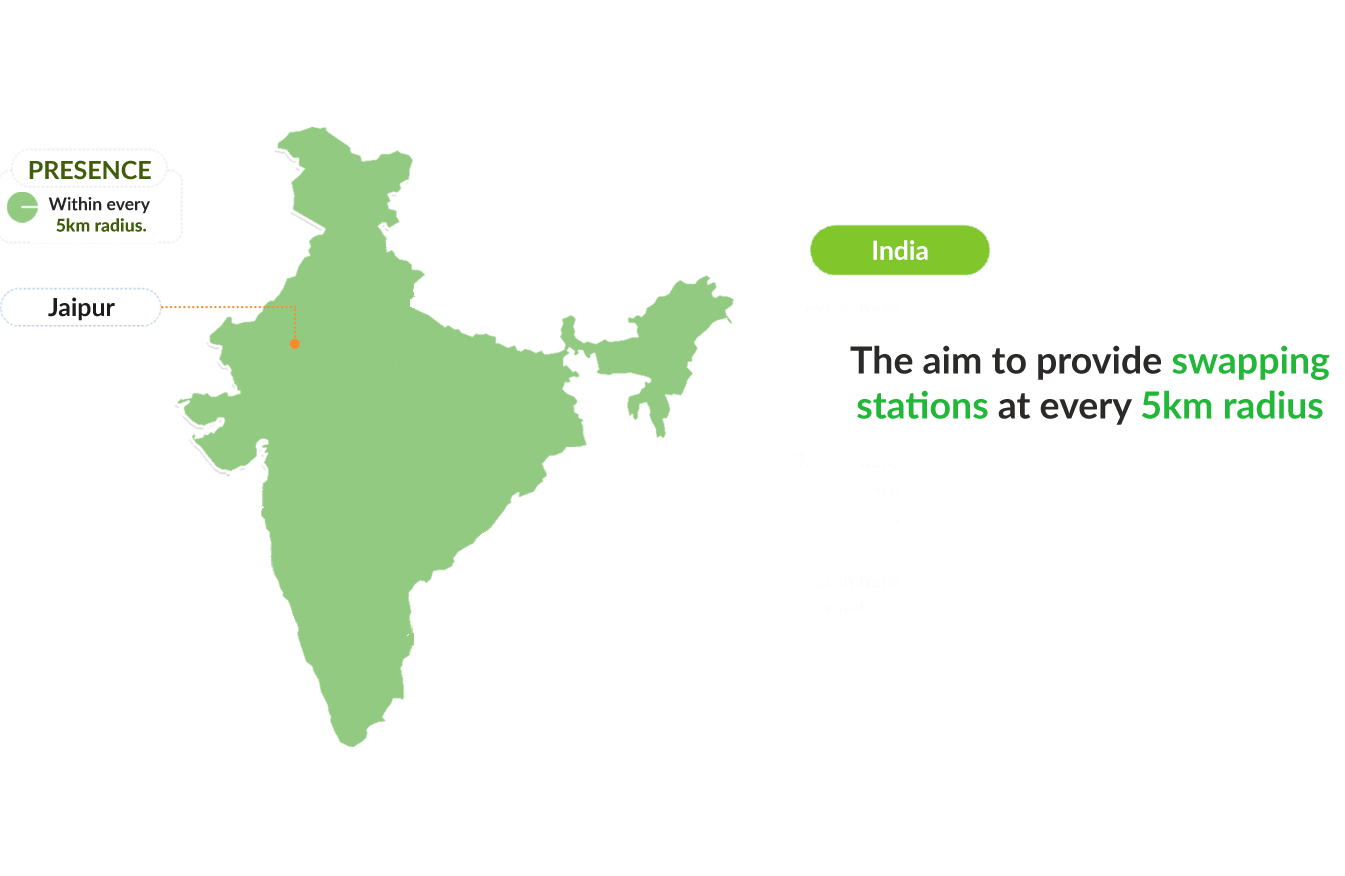 PRESENCE
Within every
5km radius.
Jaipur
India
The aim to provide swapping
stations at every 5km radius